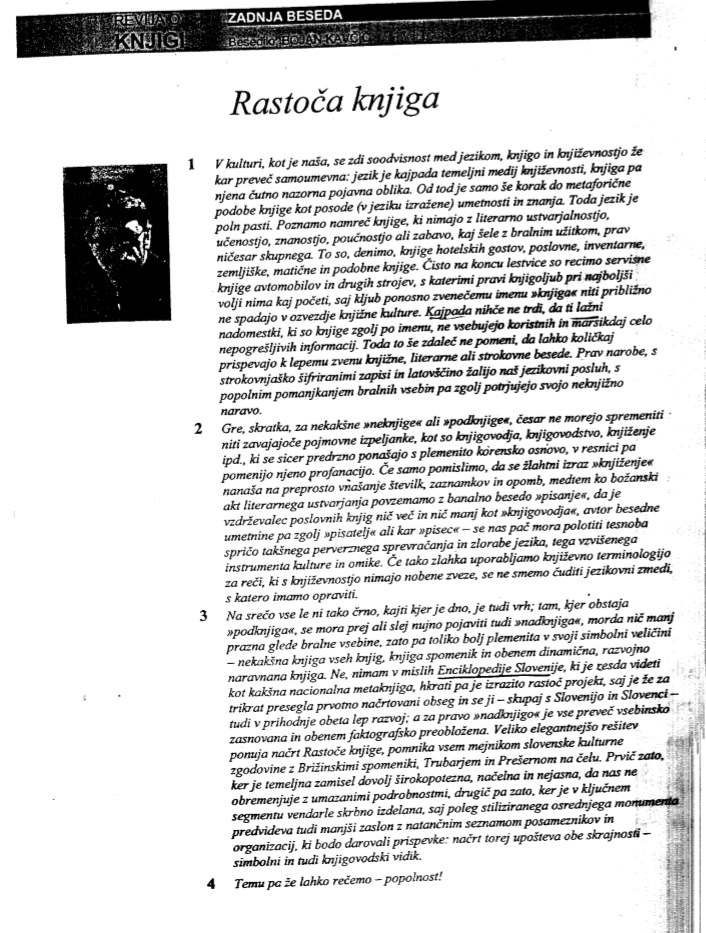 REVIJA O
KNJIGI
ZADNJA BESEDA
Besedilo: BOJAN KAVČIČ
Rastoča knjiga
1 V kulturi, kot je naša, se zdi soodvisnost med jezikom, knjigo in književnostjo že
kar preveč samoumevna: jezik je kajpada temeljni medij književnosti, knjiga pa
njena čutno nazorna pojavna oblika. Od tod je samo še korak do metaforične
podobe knjige kot posode (v jeziku izražene) umetnosti in znanja. Toda jezik je
poln pasti. Poznamo namreč knjige, ki nimajo z literarno ustvarjalnostjo,
učenostjo, znanostjo, poučnostjo ali zabavo, kaj šele z bralnim užitkom, prav
ničesar skupnega. To so, denimo, knjige hotelskih gostov, poslovne, inventarne,
zemljiške, matične in podobne knjige. Čisto na koncu lestvice so recimo servisne
knjige avtomobilov in drugih strojev, s katerimi pravi knjigoljub pri najboljši
volji nima kaj početi, saj kljub ponosno zvenečemu imenu »knjiga« niti približno
ne spadajo v ozvezdje knjižne kulture. Kajpada nihče ne trdi, da ti lažni
nadomestki, ki so knjige zgolj po imenu, ne vsebujejo koristnih in marsikdaj celo
nepogrešljivih informacij. Toda to še zdaleč ne pomeni, da lahko količkaj
prispevajo k lepemu zvenu knjižne, literarne ali strokovne besede. Prav narobe, s
strokovnjaško šifriranimi zapisi in latovščino žalijo naš jezikovni posluh, s
popolnim pomanjkanjem bralnih vsebin pa zgolj potrjujejo svojo neknjižno
naravo.
2 Gre, skratka, za nekakšne »neknjige« ali »podknjige«, česar ne morejo spremeniti
niti zavajajoče pojmovne izpeljanke, kot so knjigovodja, knjigovodstvo, knjiženje
ipd., ki se sicer predrzno ponašajo s plemenito korensko osnovo, v resnici pa
pomenijo njeno profanacijo. Če samo pomislimo, da se žlahtni izraz »knjiženje«
nanaša na preprosto vnašanje številk, zaznamkov in opomb, medtem ko božanski
akt literarnega ustvarjanja povzemamo z banalno besedo »pisanje«, da je
vzdrževalec poslovnih knjig nič več in nič manj kot »knjigovodja«, avtor besedne
umetnine pa zgolj »pisatelj« ali kar »pisec« – se nas pač mora polotiti tesnoba
spričo takšnega perverznega sprevračanja in zlorabe jezika, tega vzvišenega
instrumenta kulture in omike. Če tako zlahka uporabljamo književno terminologijo
za reči, ki s književnostjo nimajo nobene zveze, se ne smemo čuditi jezikovni zmedi,
s katero imamo opraviti.
3 Na srečo vse le ni tako črno, kajti kjer je dno, je tudi vrh; tam, kjer obstaja
»podknjiga«, se mora prej ali slej nujno pojaviti tudi »nadknjiga«, morda nič manj
prazna glede bralne vsebine, zato pa toliko bolj plemenita v svoji simbolni veličini
– nekakšna knjiga vseh knjig, knjiga spomenik in obenem dinamična, razvojno
naravnana knjiga. Ne, nimam v mislih Enciklopedije Slovenije, ki je resda videti
kot kakšna nacionalna metaknjiga, hkrati pa je izrazito rastoč projekt, saj je že za
trikrat presegla prvotno načrtovani obseg in se ji – skupaj s Slovenijo in Slovenci –
tudi v prihodnje obeta lep razvoj; a za pravo »nadknjigo« je vse preveč vsebinsko
zasnovana in obenem faktografsko preobložena. Veliko elegantnejšo rešitev
ponuja načrt Rastoče knjige, pomnika vsem mejnikom slovenske kulturne
zgodovine z Brižinskimi spomeniki, Trubarjem in Prešernom na čelu. Prvič zato,
ker je temeljna zamisel dovolj širokopotezna, načelna in nejasna, da nas ne
obremenjuje z umazanimi podrobnostmi, drugič pa zato, ker je v ključnem
segmentu vendarle skrbno izdelana, saj poleg stiliziranega osrednjega monumenta
predvideva tudi manjši zaslon z natančnim seznamom posameznikov in
organizacij, ki bodo darovali prispevke: načrt torej upošteva obe skrajnosti –
simbolni in tudi knjigovodski vidik.
4 Temu pa že lahko rečemo – popolnost!